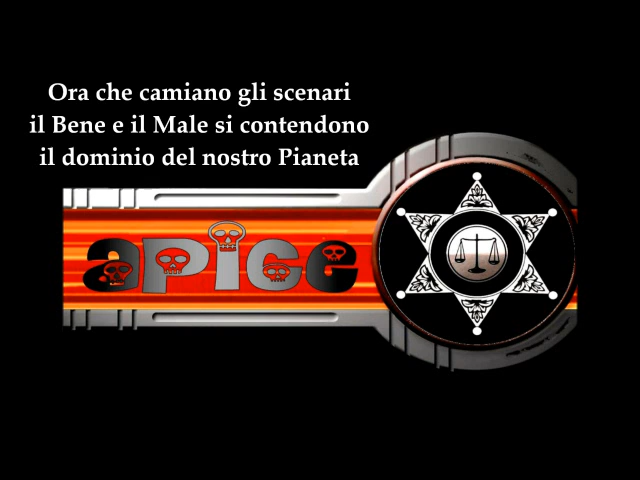 Ora che camiano gli scenari
il Bene e il Male si contendono
il dominio del nostro Pianeta
apice